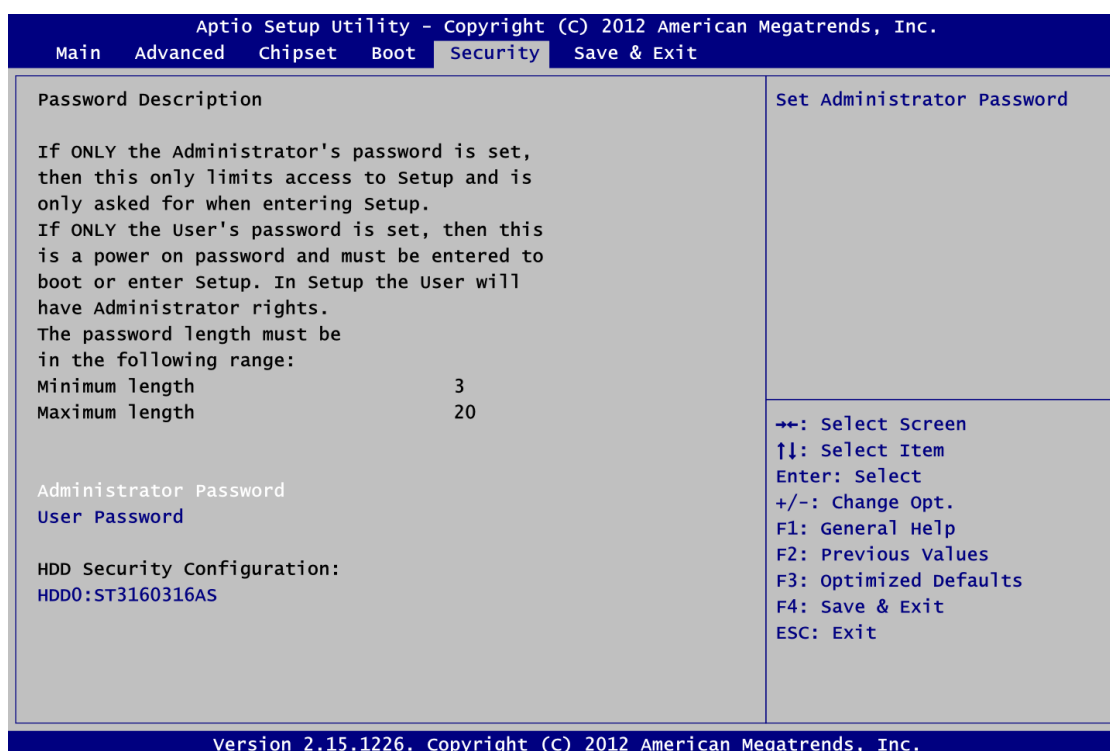 Aptio Setup Utility – Copyright (C) 2012 American Megatrends, Inc.
Main Advanced Chipset Boot Security Save & Exit
Password Description
If ONLY the Administrator's password is set,
then this only limits access to Setup and is
only asked for when entering Setup.
If ONLY the User's password is set, then this
is a power on password and must be entered to
boot or enter Setup. In Setup the User will
have Administrator rights.
The password length must be
in the following range:
Minimum length 3
Maximum length 20
Administrator Password
User Password
HDD Security Configuration:
HDD0:ST3160316AS
Set Administrator Password
→←: Select Screen
↑↓: Select Item
Enter: Select
+/-: Change Opt.
F1: General Help
F2: Previous Values
F3: Optimized Defaults
F4: Save & Exit
ESC: Exit
Version 2.15.1226. Copyright (C) 2012 American Megatrends, Inc.